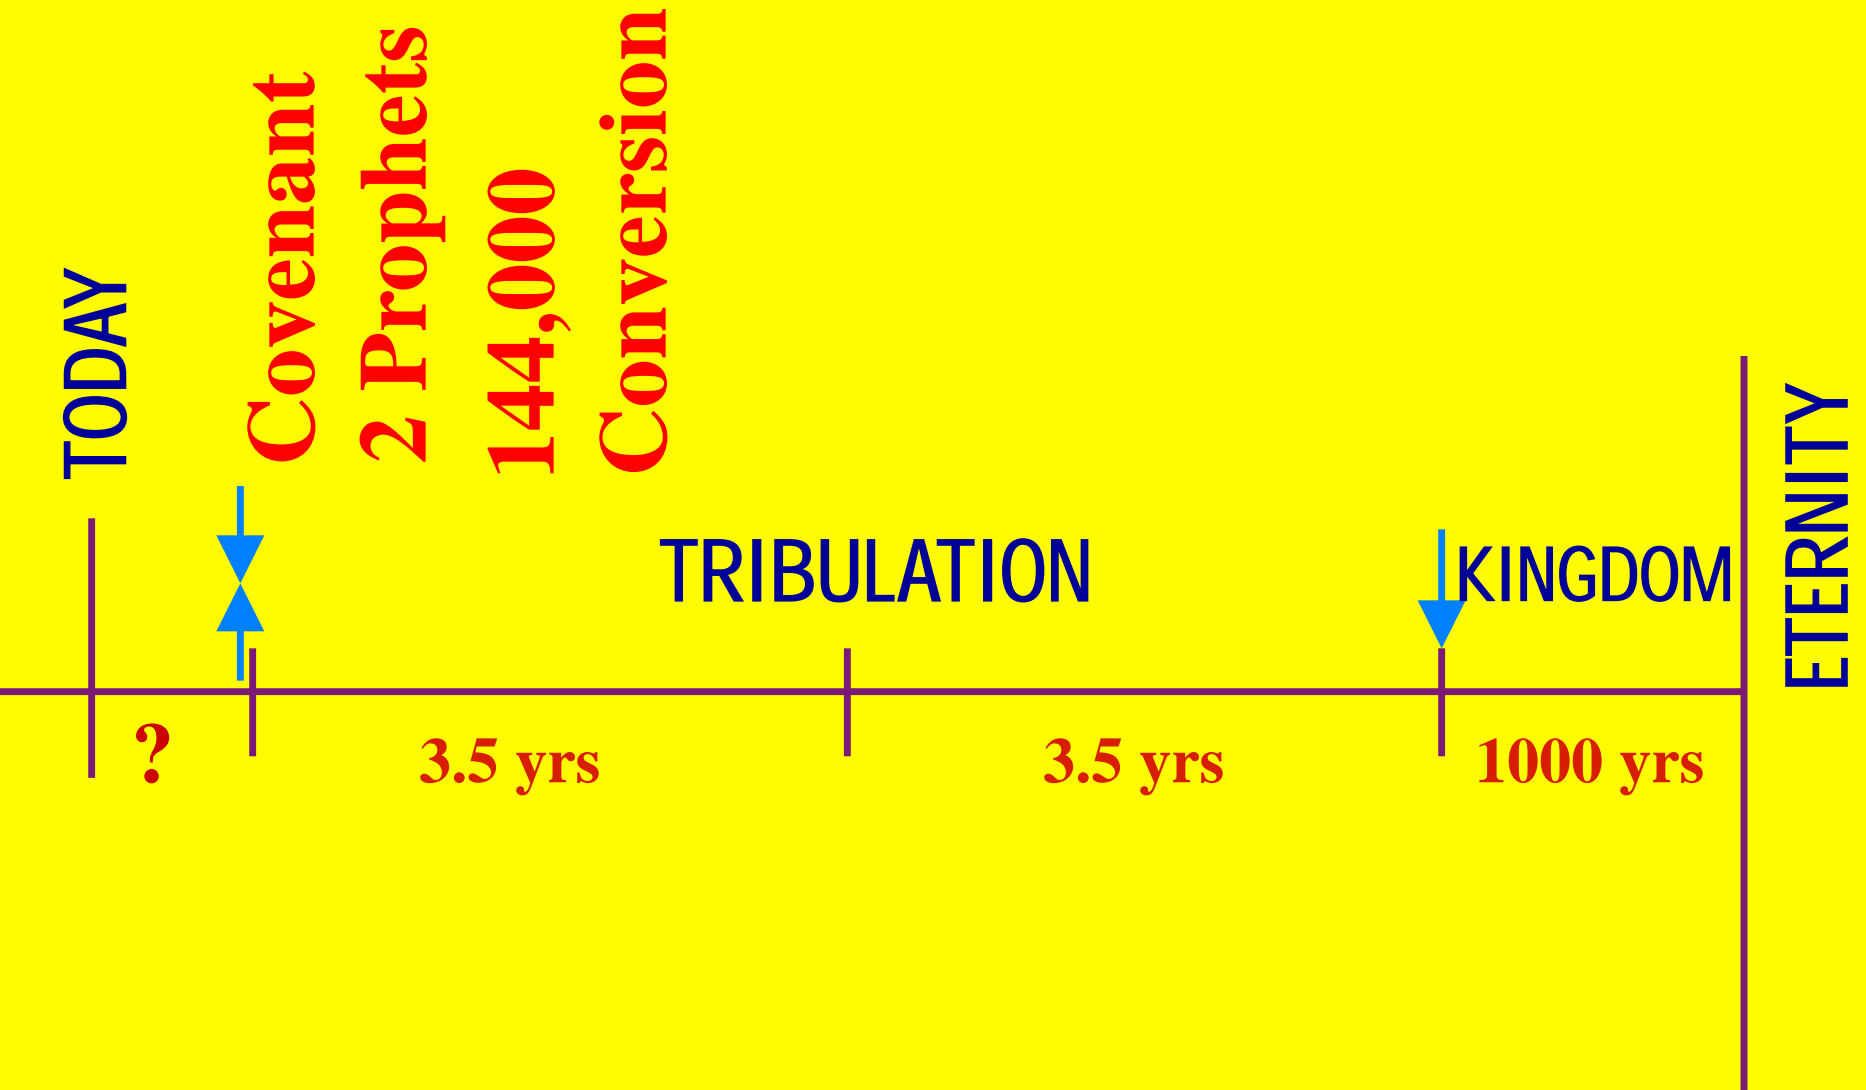 TODAY
Covenant
2 Prophets
144,000
Conversion
TRIBULATION
KINGDOM
ETERNITY
?
3.5 yrs
3.5 yrs
1000 yrs